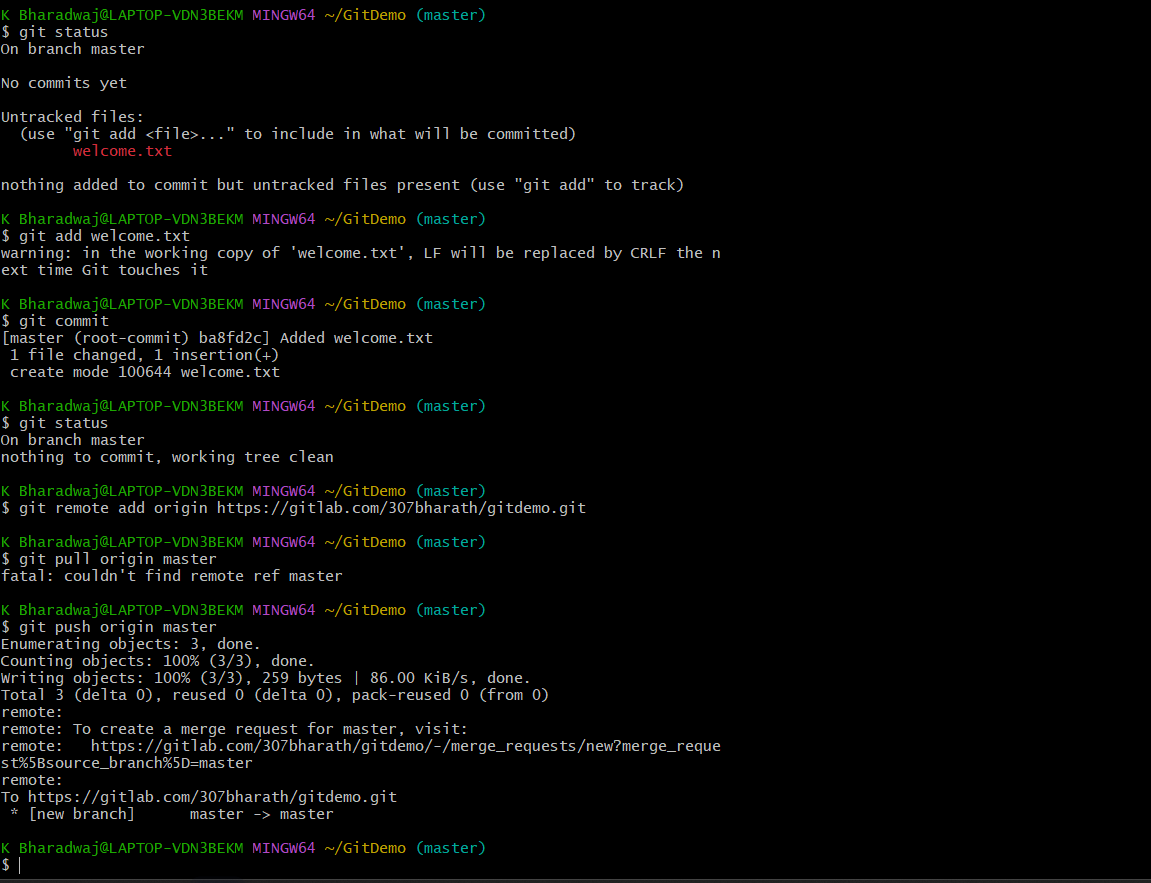 K Bharadwaj@LAPTOP-VDN3BEKM MINGW64 ~/GitDemo (master)
$ git status
On branch master
No commits yet
Untracked files:
(use "git add <file>..." to include in what will be committed)
welcome.txt
nothing added to commit but untracked files present (use "git add" to track)
K Bharadwaj@LAPTOP-VDN3BEKM MINGW64 ~/GitDemo (master)
$ git add welcome.txt
warning: in the working copy of 'welcome.txt', LF will be replaced by CRLF the n
ext time Git touches it
K Bharadwaj@LAPTOP-VDN3BEKM MINGW64 ~/GitDemo (master)
$ git commit
[master (root-commit) ba8fd2c] Added welcome.txt
1 file changed, 1 insertion(+)
create mode 100644 welcome.txt
K Bharadwaj@LAPTOP-VDN3BEKM MINGW64 ~/GitDemo (master)
$ git status
On branch master
nothing to commit, working tree clean
K Bharadwaj@LAPTOP-VDN3BEKM MINGW64 ~/GitDemo (master)
$ git remote add origin https://gitlab.com/307bharath/gitdemo.git
K Bharadwaj@LAPTOP-VDN3BEKM MINGW64 ~/GitDemo (master)
$ git pull origin master
fatal: couldn't find remote ref master
K Bharadwaj@LAPTOP-VDN3BEKM MINGW64 ~/GitDemo (master)
$ git push origin master
Enumerating objects: 3, done.
Counting objects: 100% (3/3), done.
Writing objects: 100% (3/3), 259 bytes | 86.00 KiB/s, done.
Total 3 (delta 0), reused 0 (delta 0), pack-reused 0 (from 0)
remote:
remote: To create a merge request for master, visit:
remote:   https://gitlab.com/307bharath/gitdemo/-/merge_requests/new?merge_reque
st%5Bsource_branch%5D=master
remote:
To https://gitlab.com/307bharath/gitdemo.git
* [new branch]      master -> master
K Bharadwaj@LAPTOP-VDN3BEKM MINGW64 ~/GitDemo (master)
$